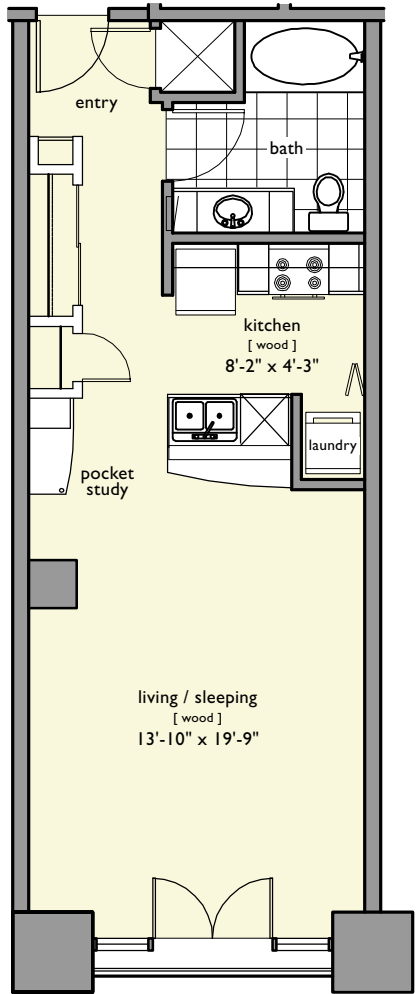 entry
bath
kitchen
[ wood ]
8'-2" x 4'-3"
laundry
pocket
study
living / sleeping
[ wood ]
13'-10" x 19'-9"